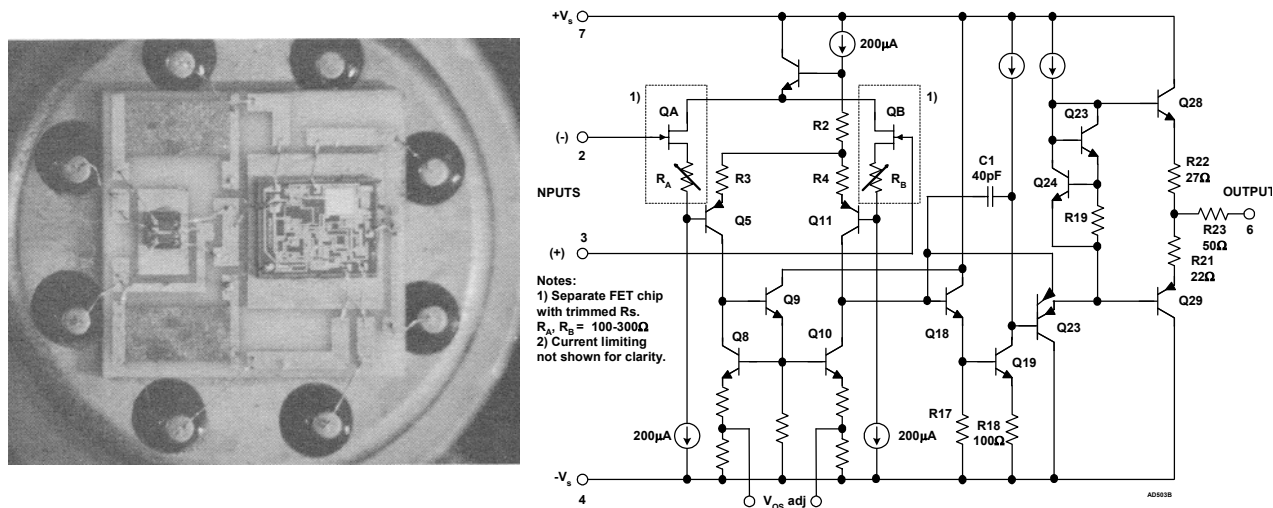 +Vs
7
200µA
1)
QA
QB
1)
(-)
2
R2
Q23
Q28
C1
40pF
RA
R3
R4
RB
Q24
R22
27Ω
NPUTS
Q5
Q11
R19
OUTPUT
6
R23
50Ω
3
(+)
R21
22Ω
Notes:
1) Separate FET chip
with trimmed Rs.
RA, RB = 100-300Ω
2) Current limiting
not shown for clarity.
Q9
Q8
Q10
Q18
Q23
Q29
Q19
R17
R18
100Ω
200µA
200µA
-Vs
4
VOS adj
AD503B